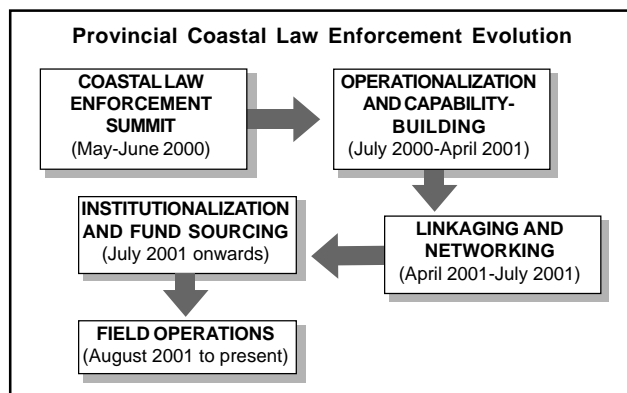 Provincial Coastal Law Enforcement Evolution
COASTAL LAW
ENFORCEMENT
SUMMIT
(May-June 2000)
OPERATIONALIZATION
AND CAPABILITY-
BUILDING
(July 2000-April 2001)
LINKAGING AND
NETWORKING
(April 2001-July 2001)
INSTITUTIONALIZATION
AND FUND SOURCING
(July 2001 onwards)
FIELD OPERATIONS
(August 2001 to present)